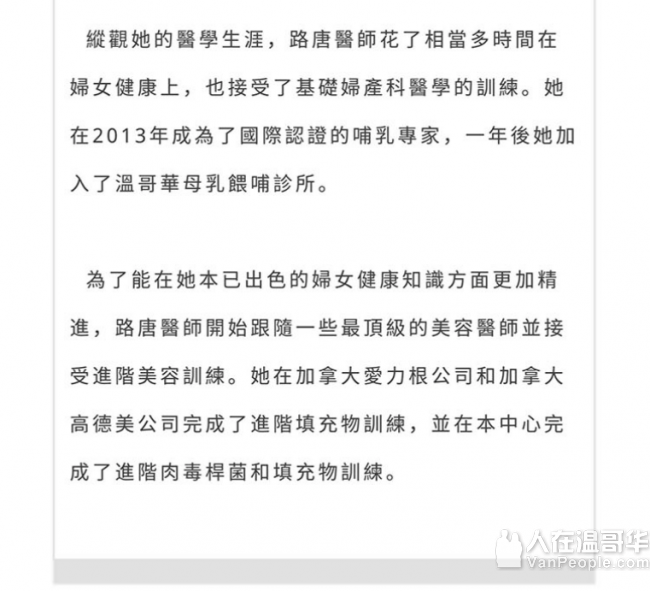 縱觀她的醫學生涯，路唐醫師花了相當多時間在
婦女健康上，也接受了基礎婦產科醫學的訓練。她
在2013年成為了國際認證的哺乳專家，一年後她加
入了溫哥華母乳餵哺診所。
為了能在她本已出色的婦女健康知識方面更加精
進，路唐醫師開始跟隨一些最頂級的美容醫師並接
受進階美容訓練。她在加拿大愛力根公司和加拿大
高德美公司完成了進階填充物訓練，並在本中心完
成了進階肉毒桿菌和填充物訓練。
人在温哥华
VanPeople.com